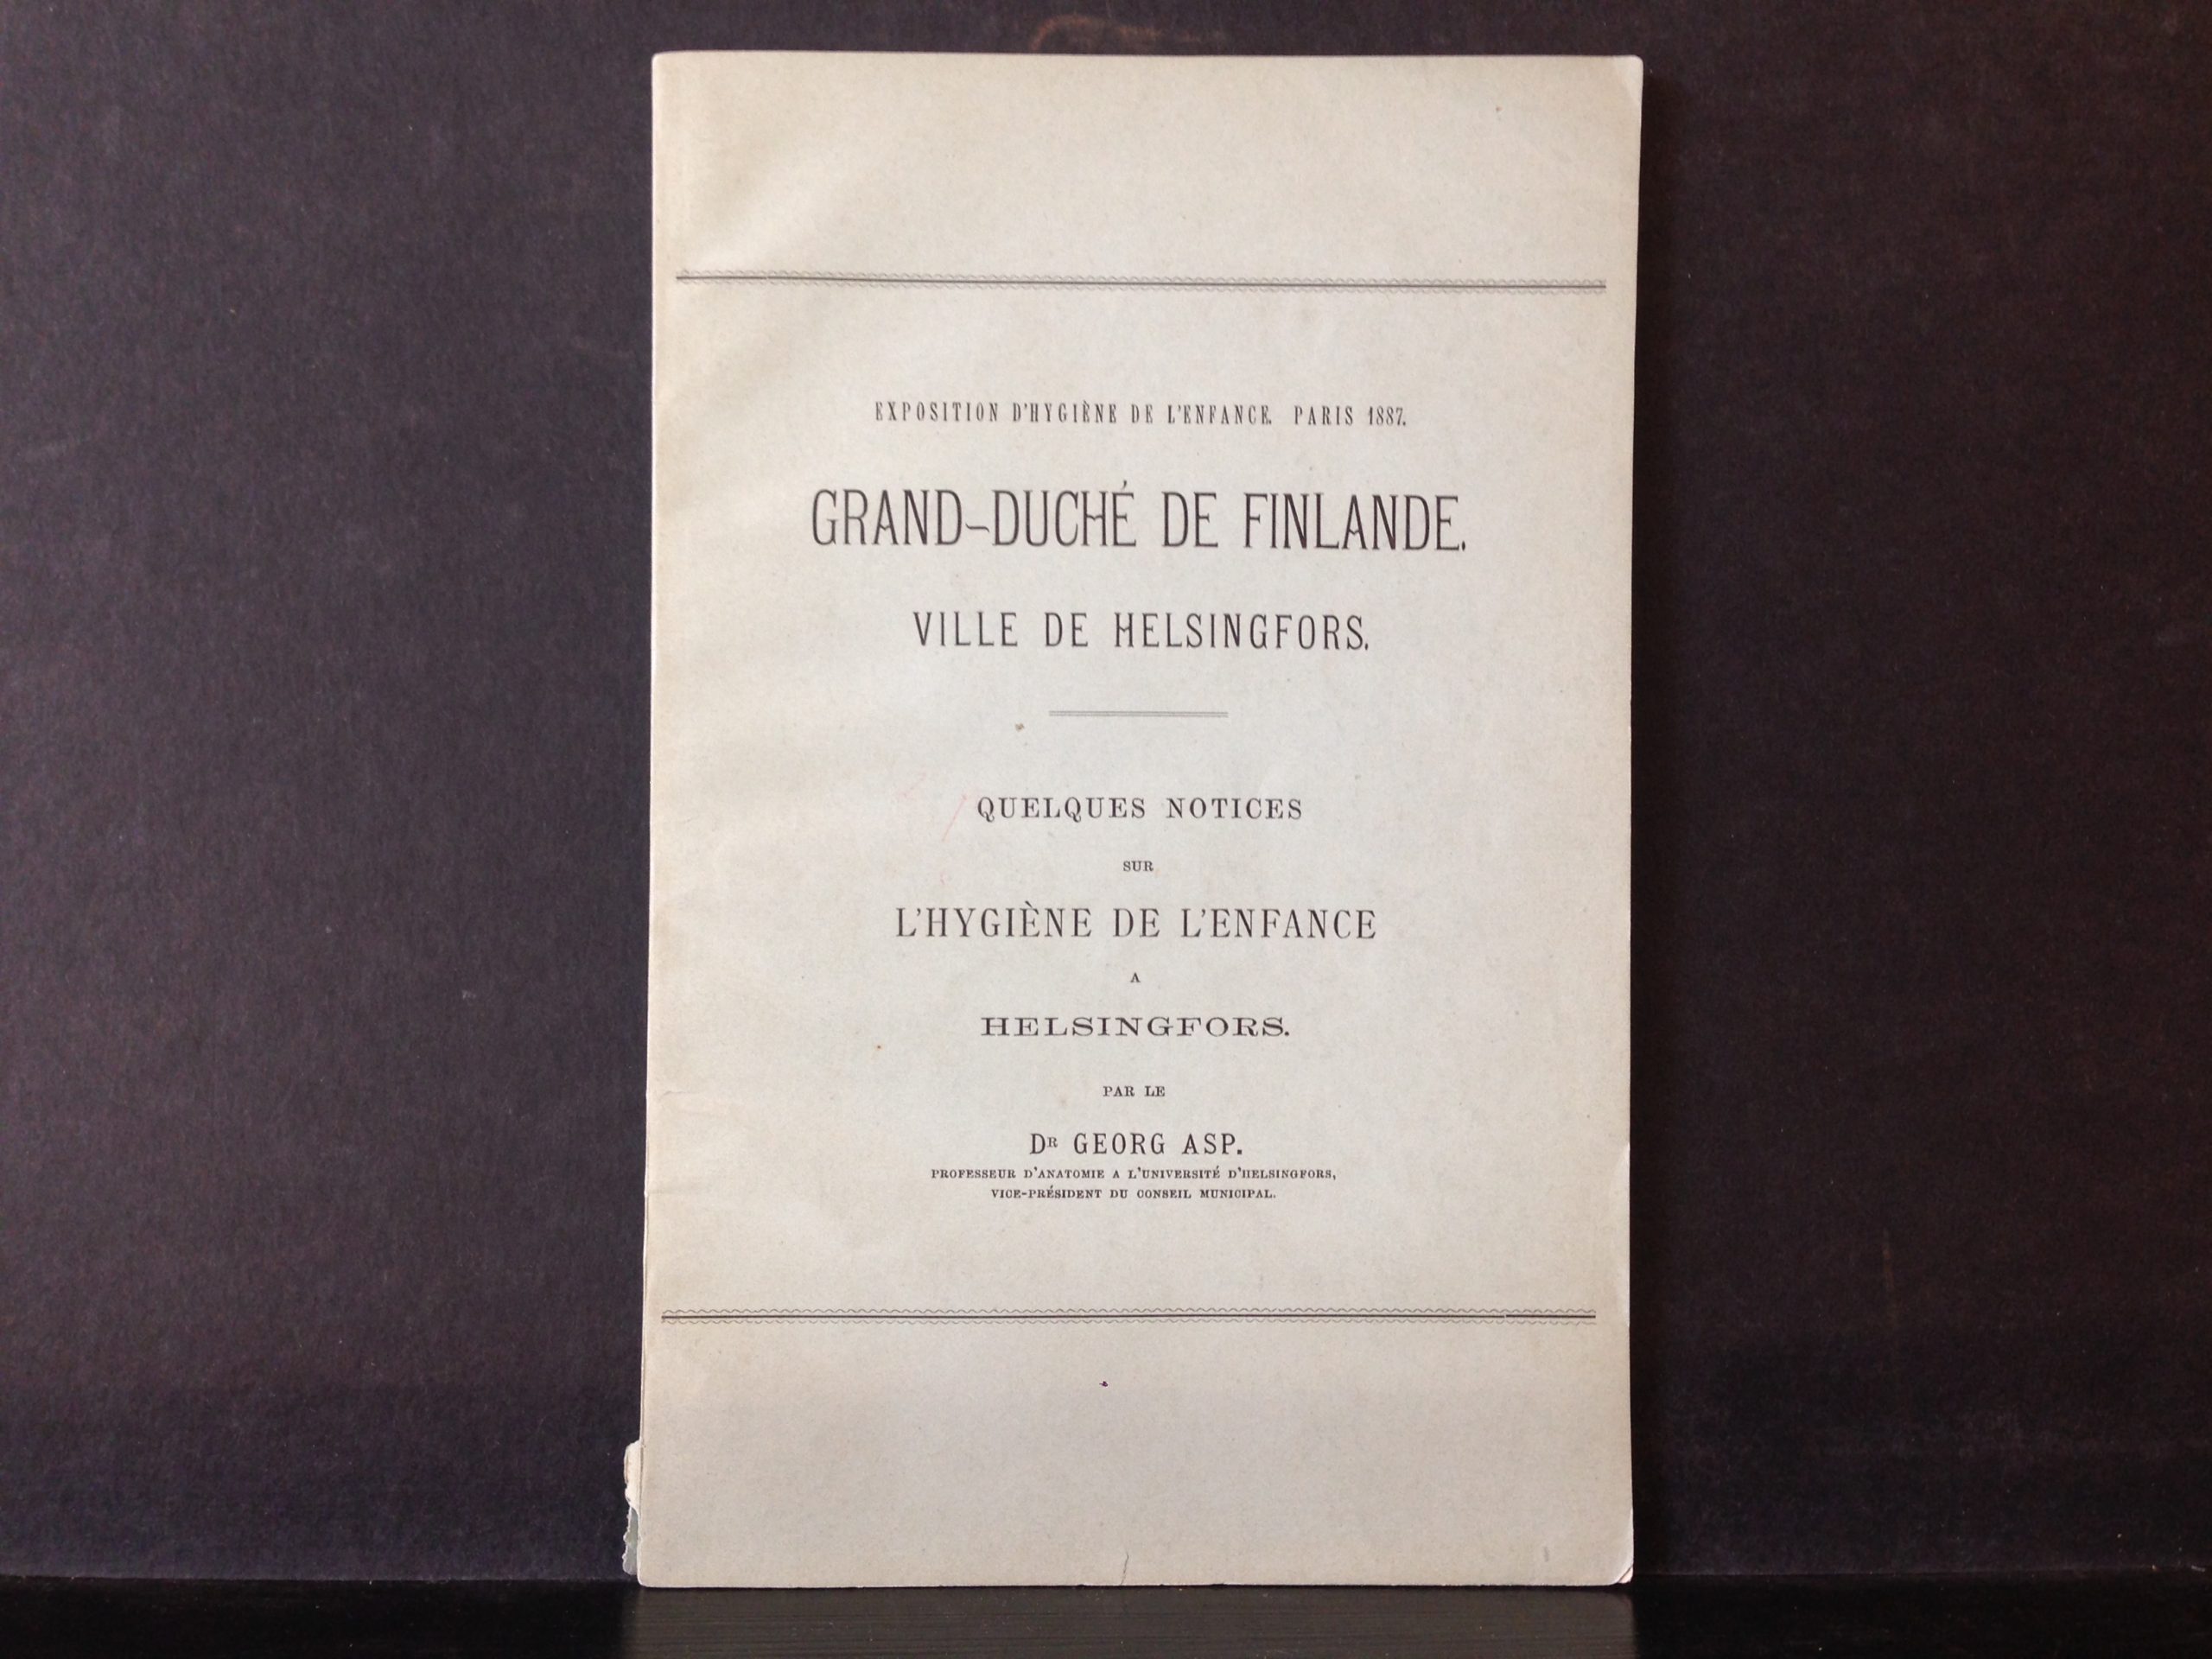 EXPOSITION D'HYGIÈNE DE L'ENFANCE. PARIS 1887.
GRAND-DUCHÉ DE FINLANDE.
VILLE DE HELSINGFORS.
QUELQUES NOTICES
SUR
L'HYGIÈNE DE L'ENFANCE
A
HELSINGFORS.
PAR LE
DR GEORG ASP.
PROFESSEUR D'ANATOMIE A L'UNIVERSITÉ D'HELSINGFORS,
VICE-PRÉSIDENT DU CONSEIL MUNICIPAL.